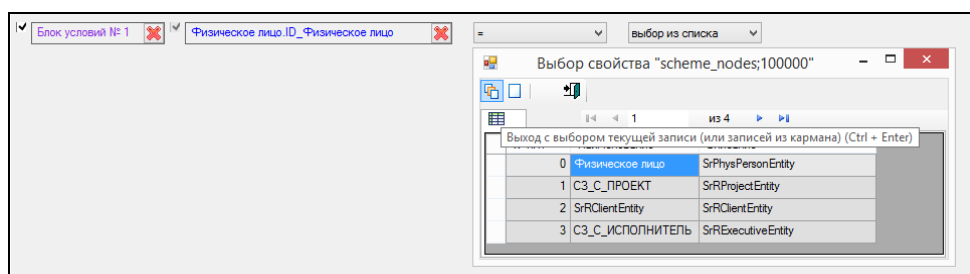 Блок условий № 1 Физическое лицо.ID_Физическое лицо = выбор из списка
Выбор свойства "scheme_nodes;100000"
1 из 4
Выход с выбором текущей записи (или записей из кармана) (Ctrl + Enter)
0 Физическое лицо SrPhysPersonEntity
1 СЗ_С_ПРОЕКТ SrRProjectEntity
2 SrRClientEntity SrRClientEntity
3 СЗ_С_ИСПОЛНИТЕЛЬ SrRExecutiveEntity